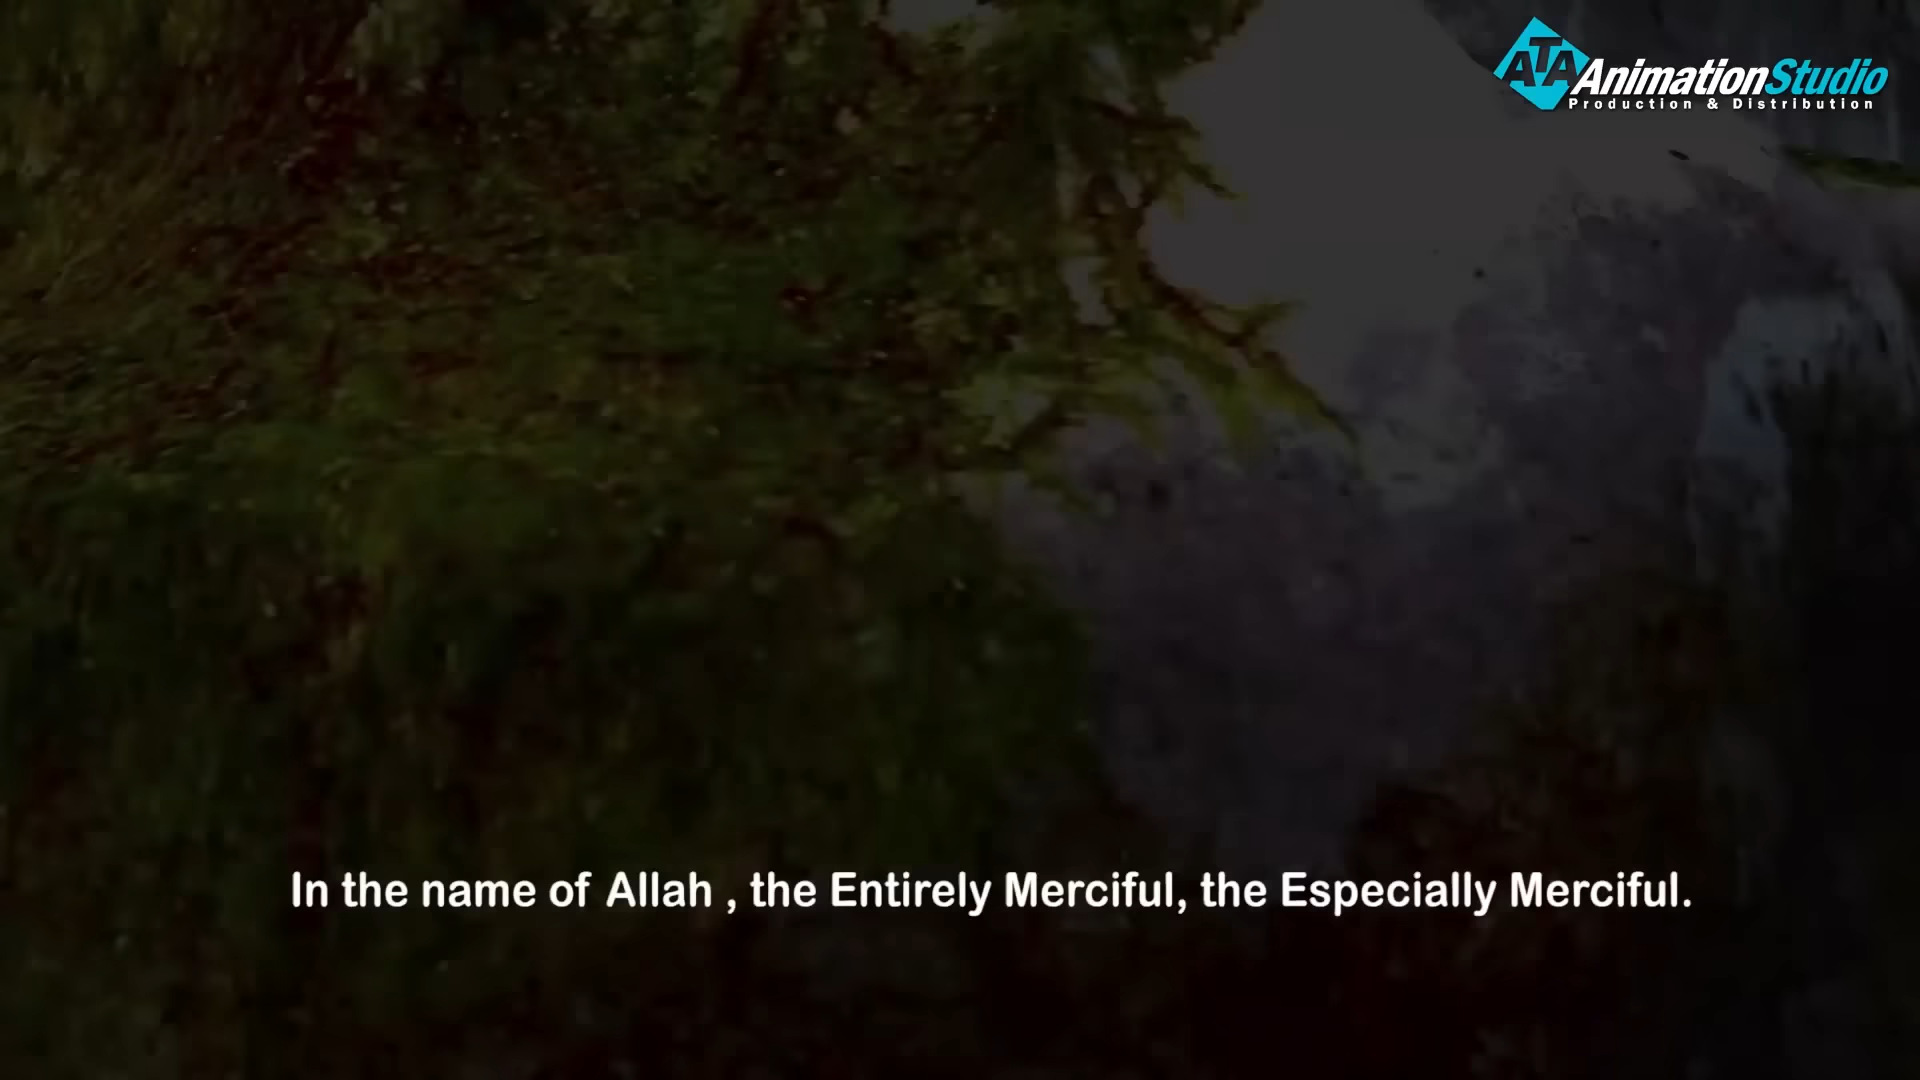 ATA AnimationStudio
Production & Distribution
In the name of Allah , the Entirely Merciful, the Especially Merciful.